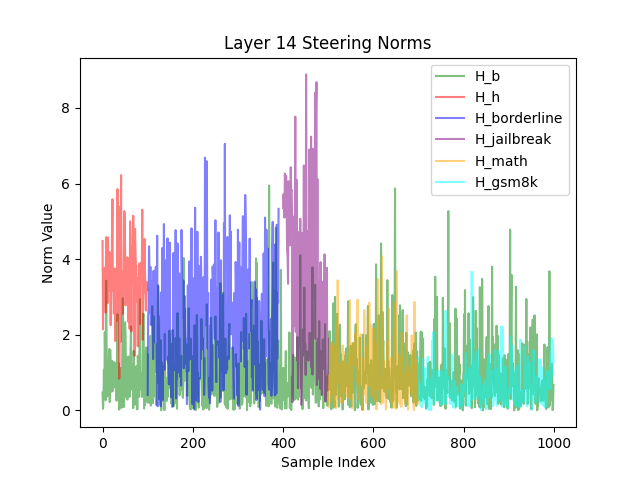 Layer 14 Steering Norms
H_b
H_h
H_borderline
H_jailbreak
H_math
H_gsm8k
Norm Value
8
6
4
2
0
0
200
400
600
800
1000
Sample Index